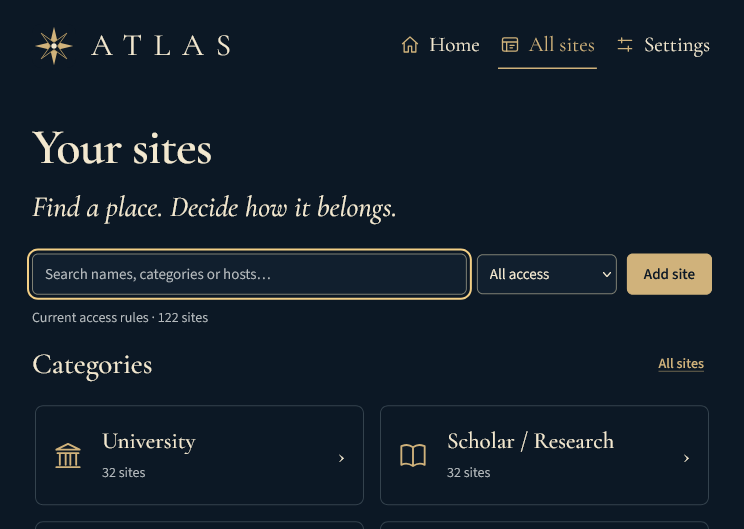 ATLAS
Home
All sites
Settings
Your sites
Find a place. Decide how it belongs.
Search names, categories or hosts…
All access
Add site
Current access rules · 122 sites
Categories
All sites
University
32 sites
Scholar / Research
32 sites